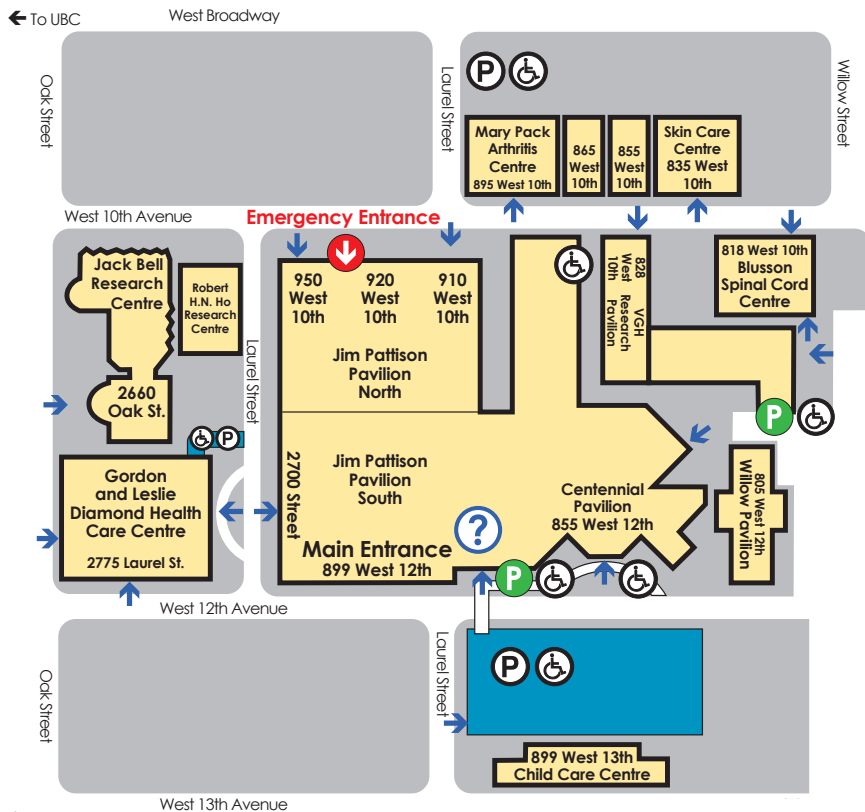 To UBC
West Broadway
Oak Street
Laurel Street
Willow Street
P
Mary Pack
Arthritis
Centre
895 West 10th
865
West
10th
855
West
10th
Skin Care
Centre
835 West
10th
West 10th Avenue
Emergency Entrance
Jack Bell
Research
Centre
Robert
H.N. Ho
Research
Centre
2660
Oak St.
Laurel Street
950
West
10th
920
West
10th
910
West
10th
Jim Pattison
Pavilion
North
828
West
10th
VGH
Research
Pavilion
818 West 10th
Blusson
Spinal Cord
Centre
P
P
Gordon
and Leslie
Diamond Health
Care Centre
2775 Laurel St.
2700 Street
Jim Pattison
Pavilion
South
?
Main Entrance
899 West 12th
Centennial
Pavilion
855 West 12th
805 West 12th
Willow Pavilion
P
West 12th Avenue
Oak Street
Laurel Street
P
899 West 13th
Child Care Centre
West 13th Avenue